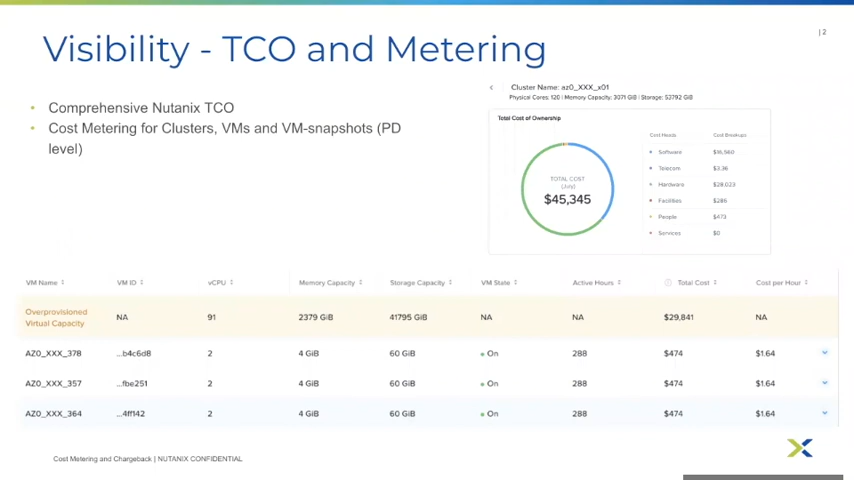 | 2
Visibility - TCO and Metering
• Comprehensive Nutanix TCO
• Cost Metering for Clusters, VMs and VM-snapshots (PD
level)
Cluster Name: az0_XXX_x01
Physical Cores: 120 | Memory Capacity: 3071 GiB | Storage: 53792 GiB
Total Cost of Ownership
TOTAL COST
(July)
$45,345
Cost Heads Cost Breakups
Software $16,560
Telecom $3.36
Hardware $28,023
Facilities $286
People $473
Services $0
VM Name VM ID vCPU Memory Capacity Storage Capacity VM State Active Hours Total Cost Cost per Hour
Overprovisioned
Virtual Capacity NA 91 2379 GiB 41795 GiB NA NA $29,841 NA
AZ0_XXX_378 ...b4c6d8 2 4 GiB 60 GiB On 288 $474 $1.64
AZ0_XXX_357 ...fbe251 2 4 GiB 60 GiB On 288 $474 $1.64
AZ0_XXX_364 ...4ff142 2 4 GiB 60 GiB On 288 $474 $1.64
Cost Metering and Chargeback | NUTANIX CONFIDENTIAL